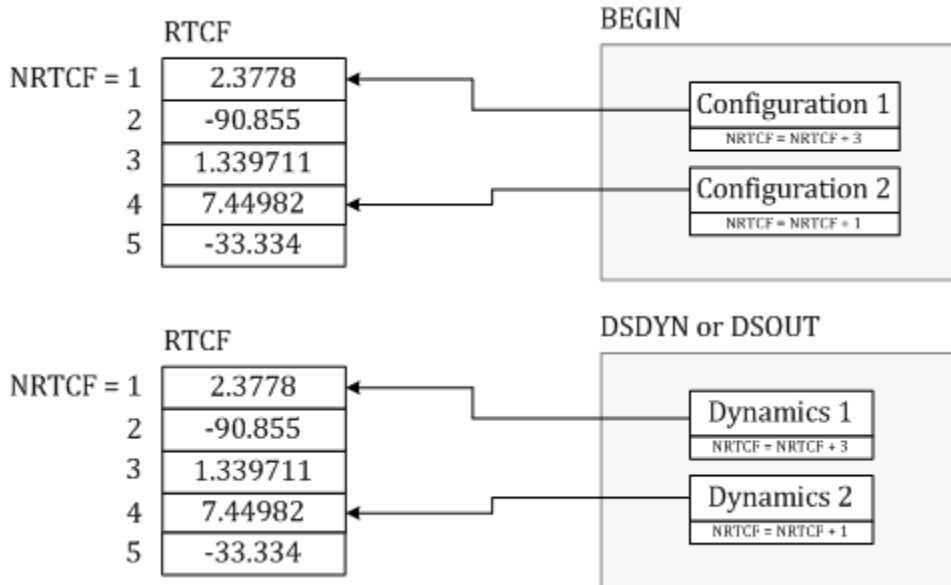 RTCF
NRTCF = 1
2.3778
2
-90.855
3
1.339711
4
7.44982
5
-33.334
BEGIN
Configuration 1
NRTCF = NRTCF + 3
Configuration 2
NRTCF = NRTCF + 1
RTCF
NRTCF = 1
2.3778
2
-90.855
3
1.339711
4
7.44982
5
-33.334
DSDYN or DSOUT
Dynamics 1
NRTCF = NRTCF + 3
Dynamics 2
NRTCF = NRTCF + 1